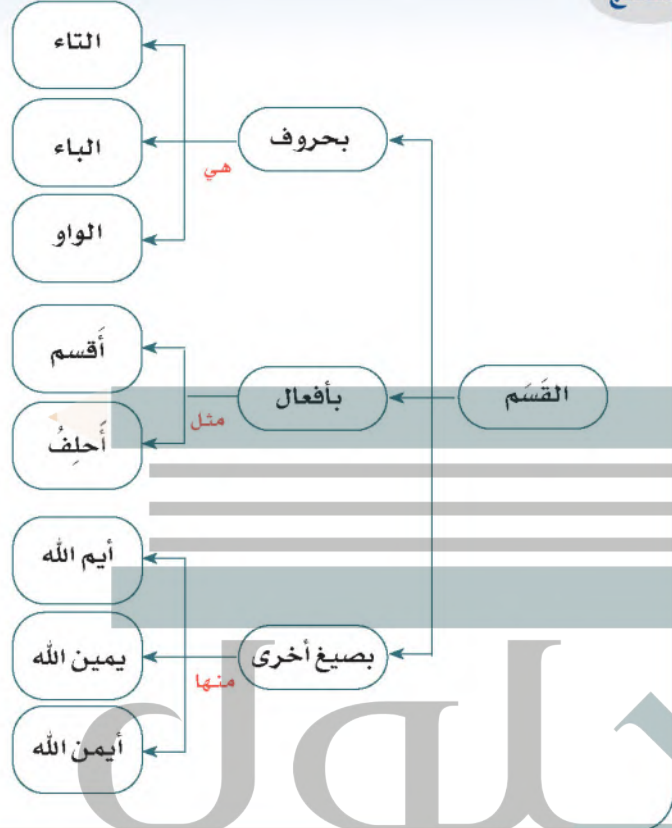 القَسَم
بحروف
هي
التاء
الباء
الواو
بأفعال
مثل
أَقسم
أَحلِفُ
بصيغ أخرى
منها
أيم الله
يمين الله
أيمن الله